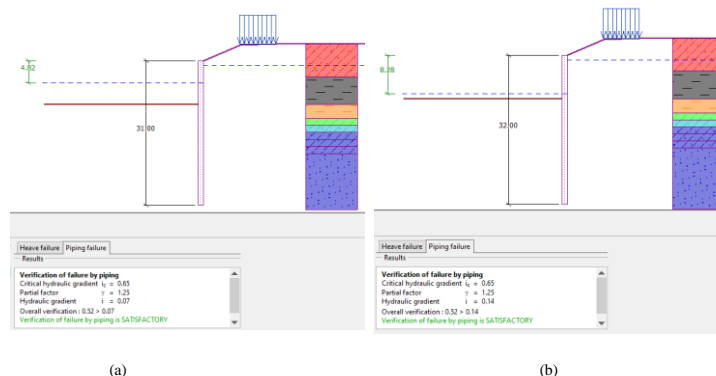 4.82
31.00
Heave failure Piping failure
Results
Verification of failure by piping
Critical hydraulic gradient ic = 0.65
Partial factor γ = 1.25
Hydraulic gradient i = 0.07
Overall verification : 0.52 > 0.07
Verification of failure by piping is SATISFACTORY
(a)
8.28
32.00
Heave failure Piping failure
Results
Verification of failure by piping
Critical hydraulic gradient ic = 0.65
Partial factor γ = 1.25
Hydraulic gradient i = 0.14
Overall verification : 0.52 > 0.14
Verification of failure by piping is SATISFACTORY
(b)